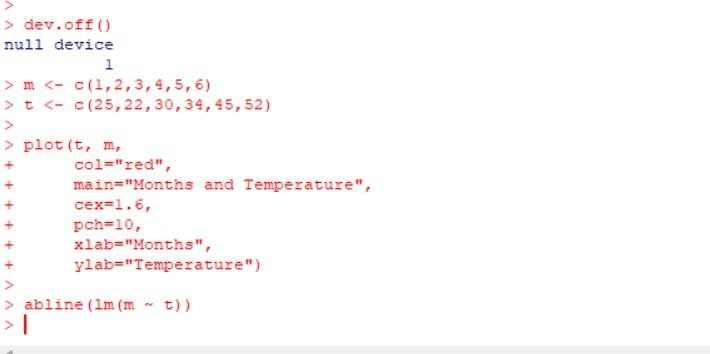 >
> dev.off()
null device
          1
> m <- c(1,2,3,4,5,6)
> t <- c(25,22,30,34,45,52)
>
> plot(t, m,
+      col="red",
+      main="Months and Temperature",
+      cex=1.6,
+      pch=10,
+      xlab="Months",
+      ylab="Temperature")
>
> abline(lm(m ~ t))
>